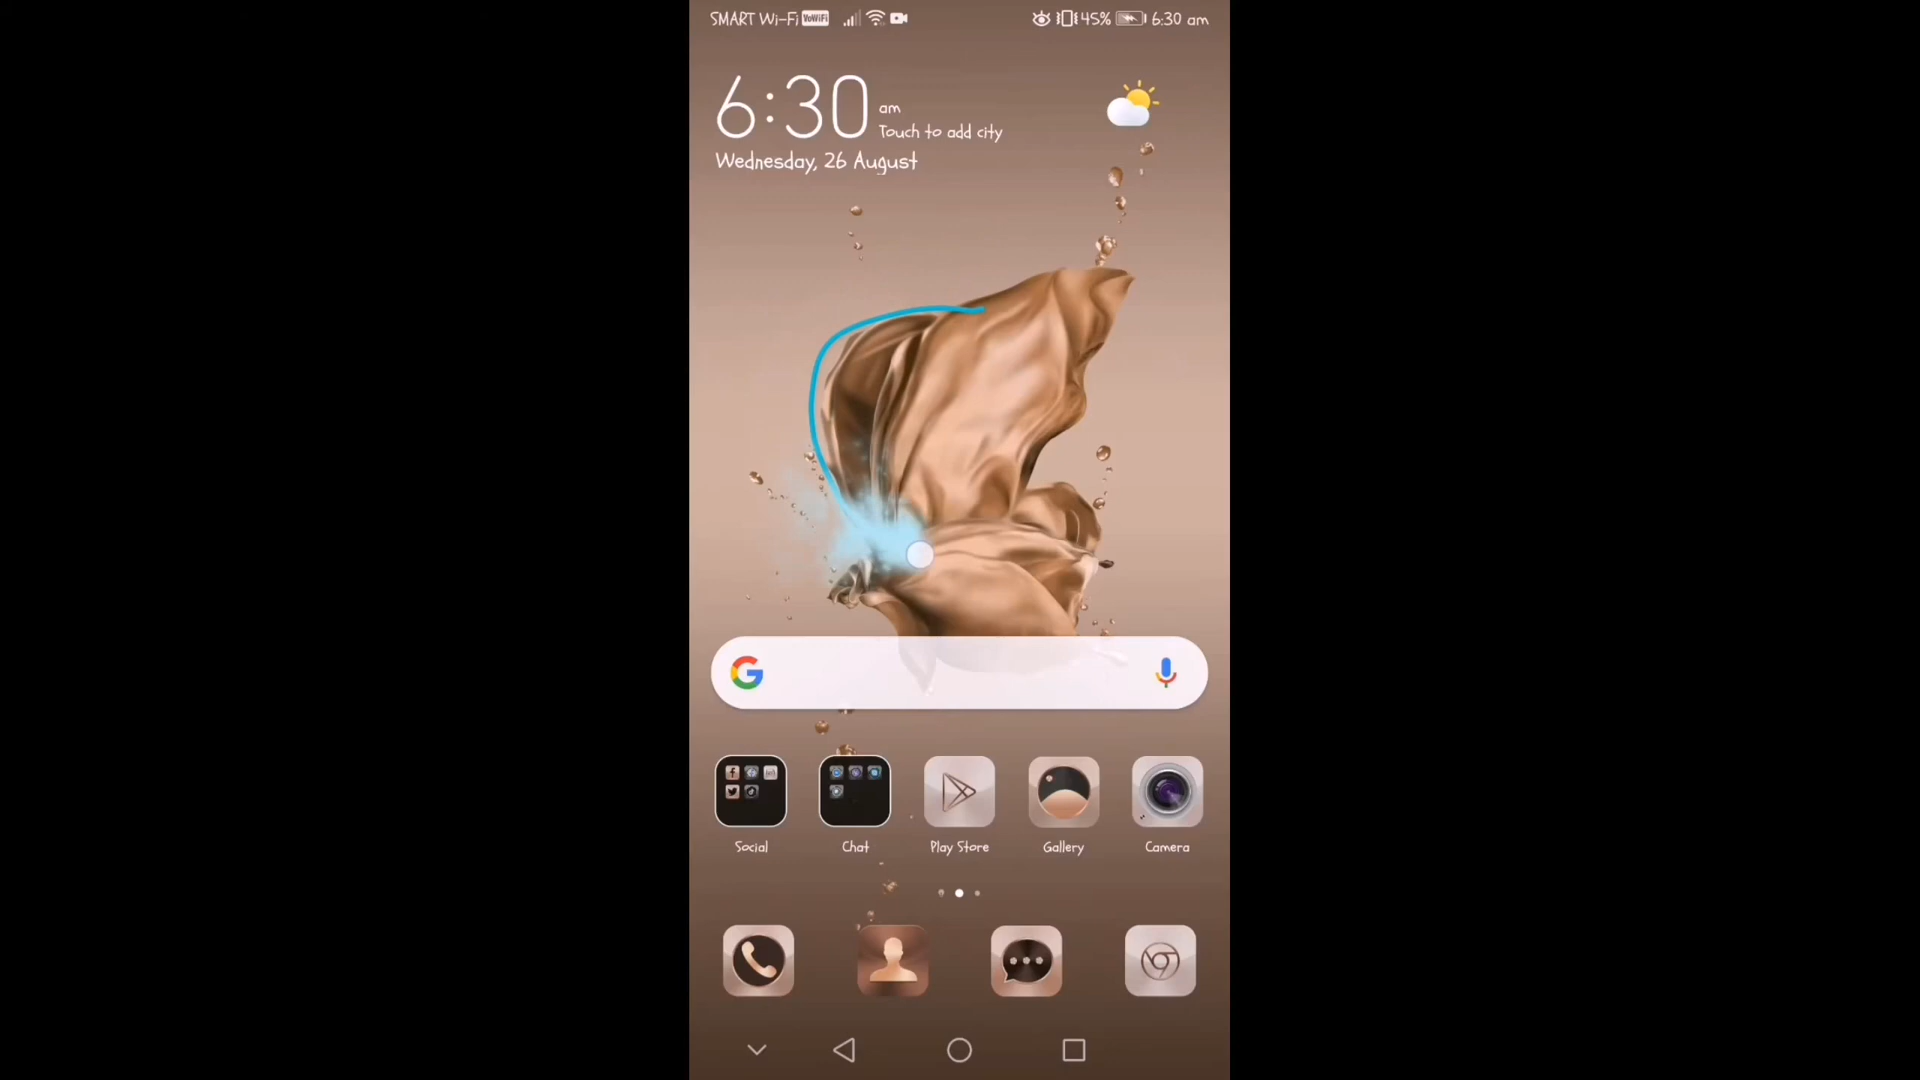 SMART Wi-Fi VoWiFi 45% 6:30 am
6:30 am
Touch to add city
Wednesday, 26 August
Social Chat Play Store Gallery Camera